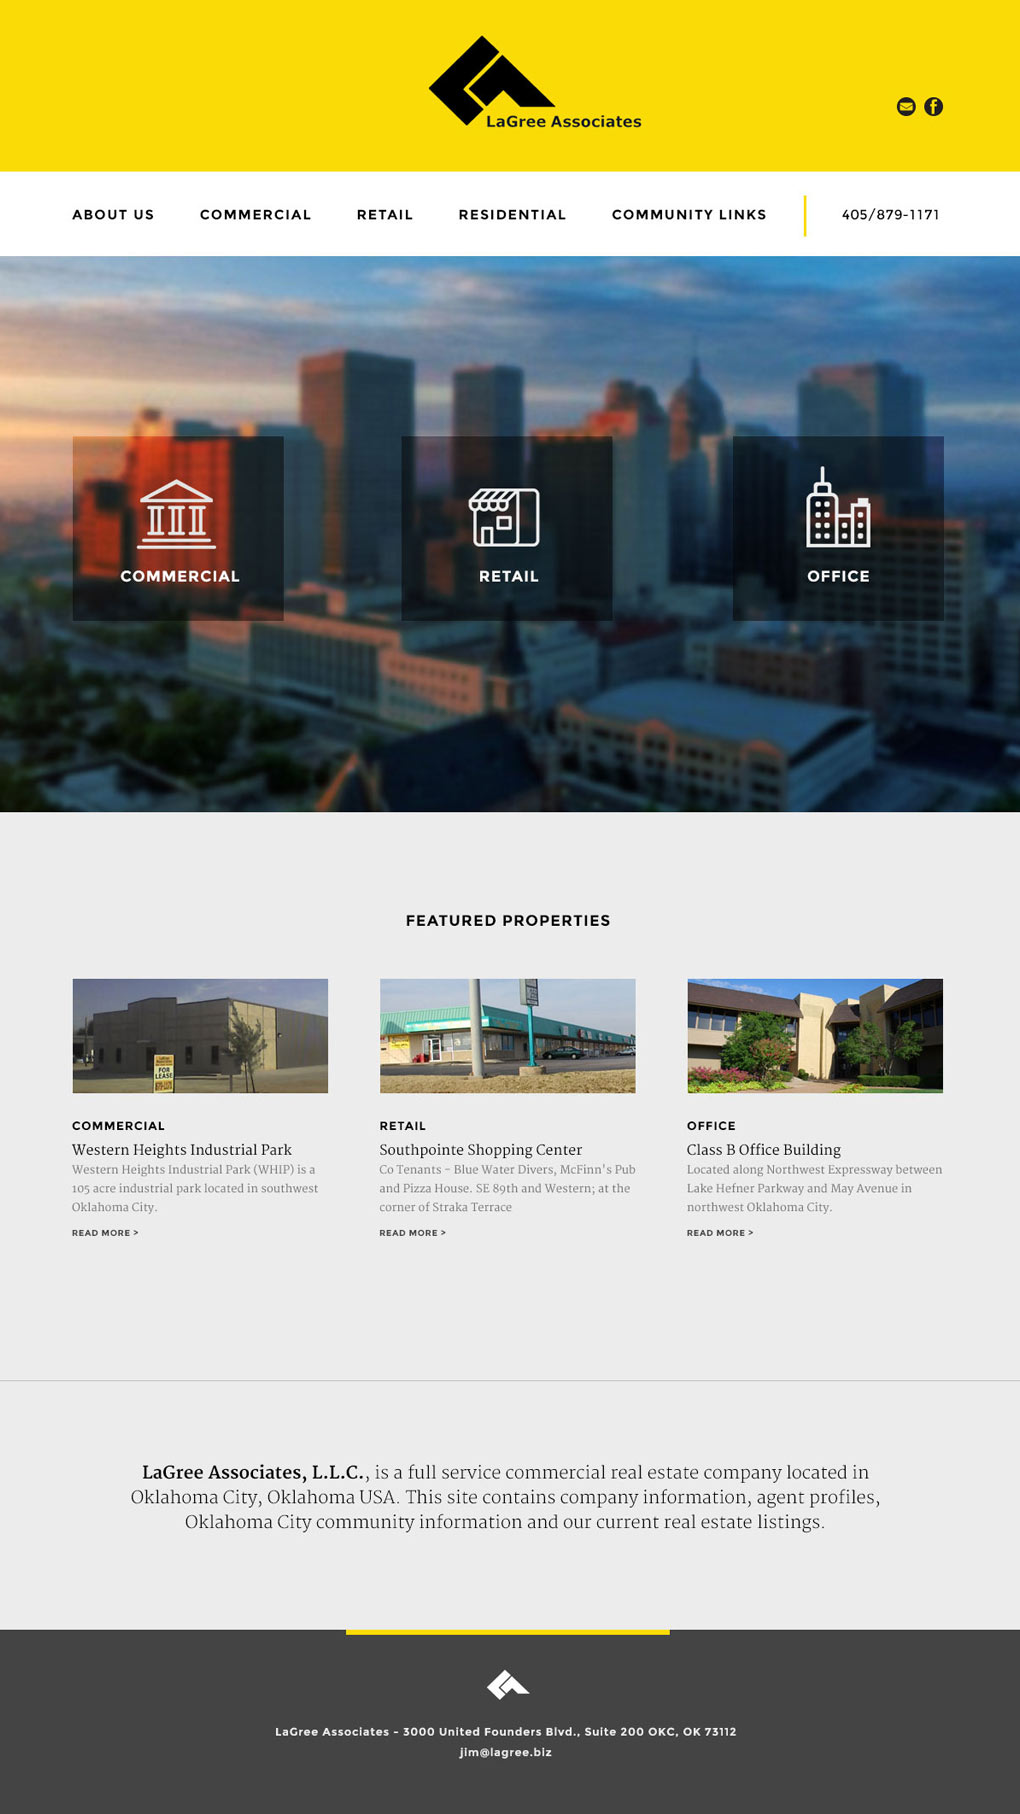 LaGree Associates
ABOUT US COMMERCIAL RETAIL RESIDENTIAL COMMUNITY LINKS 405/879-1171
COMMERCIAL
RETAIL
OFFICE
FEATURED PROPERTIES
FOR
LEASE
COMMERCIAL
Western Heights Industrial Park
Western Heights Industrial Park (WHIP) is a
105 acre industrial park located in southwest
Oklahoma City.
READ MORE >
RETAIL
Southpointe Shopping Center
Co Tenants - Blue Water Divers, McFinn's Pub
and Pizza House. SE 89th and Western; at the
corner of Straka Terrace
READ MORE >
OFFICE
Class B Office Building
Located along Northwest Expressway between
Lake Hefner Parkway and May Avenue in
northwest Oklahoma City.
READ MORE >
LaGree Associates, L.L.C., is a full service commercial real estate company located in
Oklahoma City, Oklahoma USA. This site contains company information, agent profiles,
Oklahoma City community information and our current real estate listings.
LaGree Associates - 3000 United Founders Blvd., Suite 200 OKC, OK 73112
jim@lagree.biz